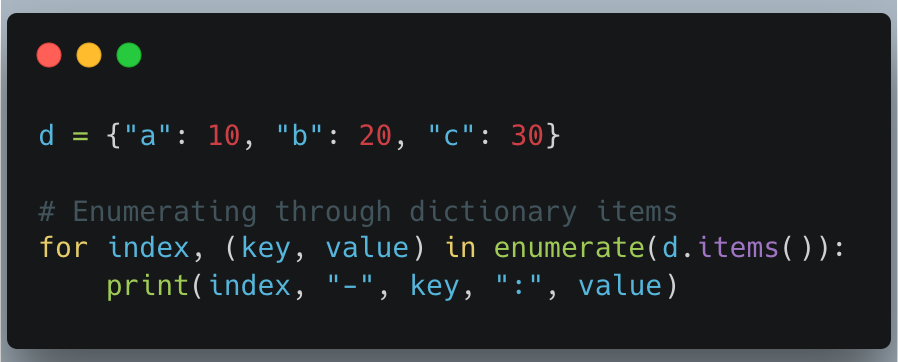 d = {"a": 10, "b": 20, "c": 30}

# Enumerating through dictionary items
for index, (key, value) in enumerate(d.items()):
    print(index, "-", key, ":", value)